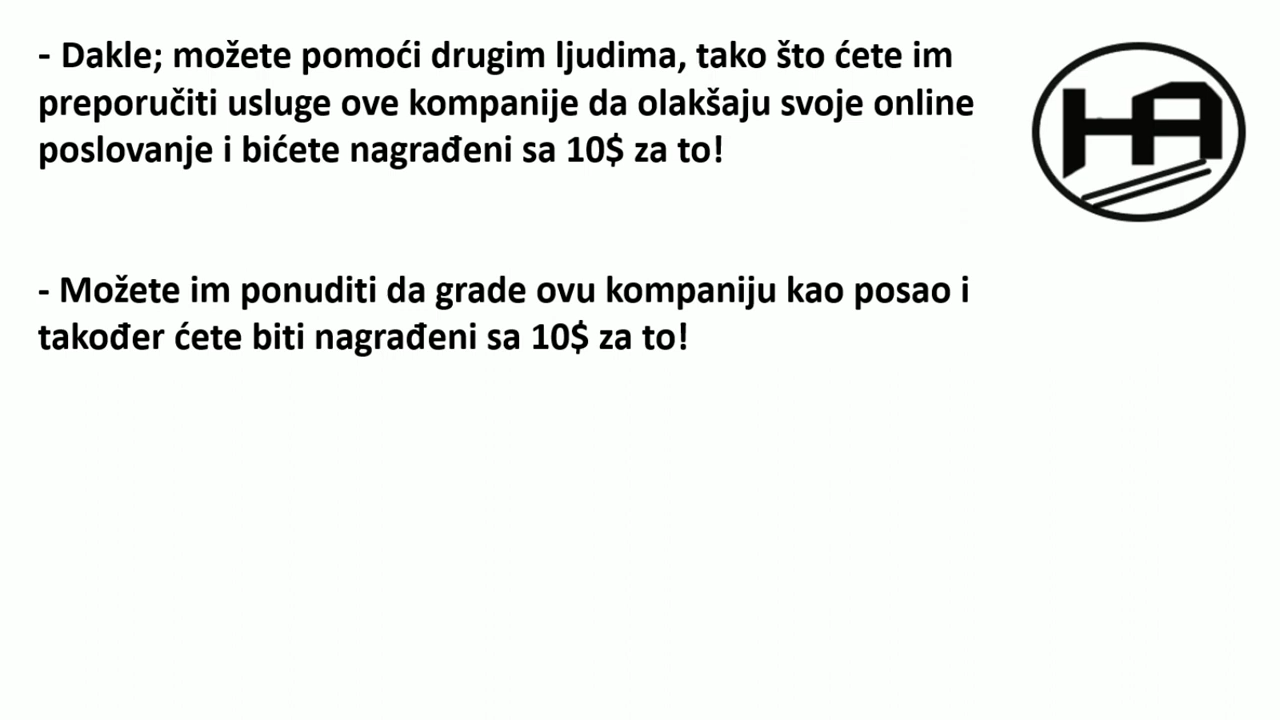 - Dakle; možete pomoći drugim ljudima, tako što ćete im
preporučiti usluge ove kompanije da olakšaju svoje online
poslovanje i bićete nagrađeni sa 10$ za to!
HA
- Možete im ponuditi da grade ovu kompaniju kao posao i
također ćete biti nagrađeni sa 10$ za to!